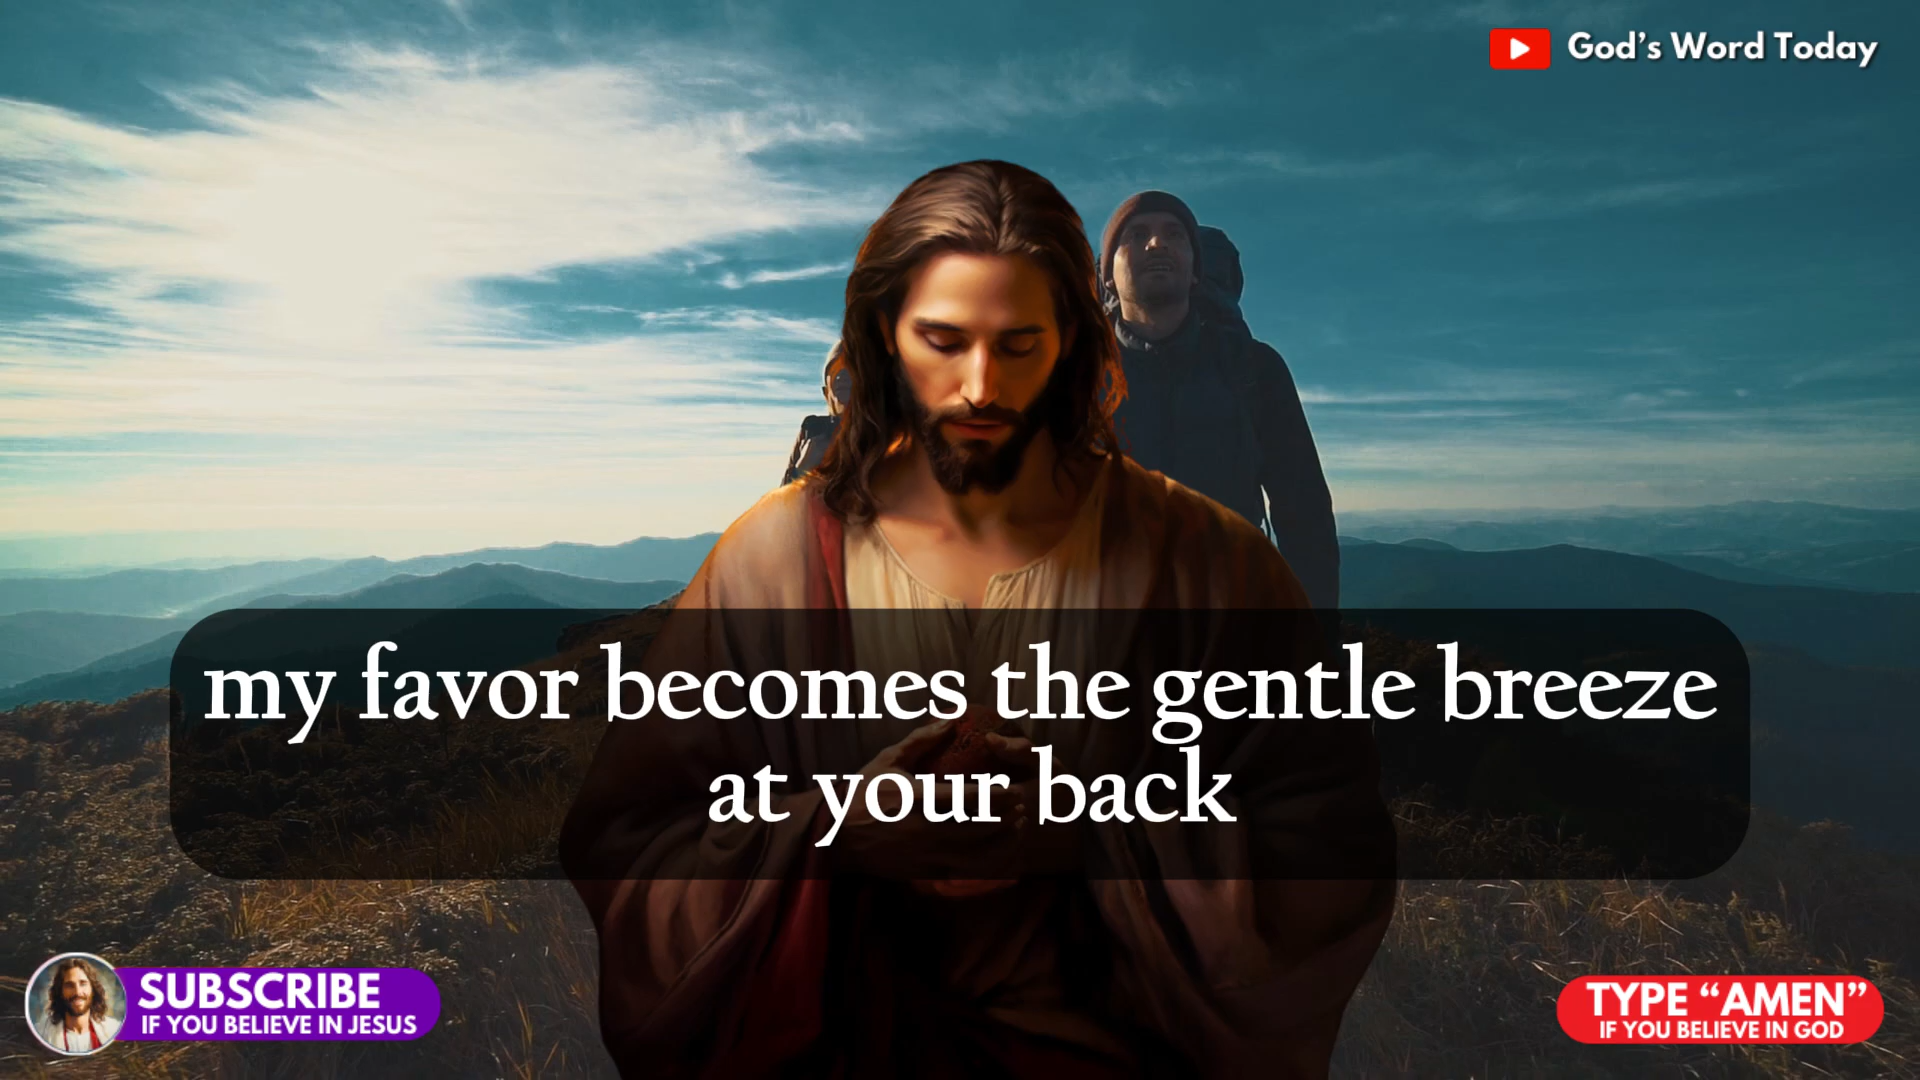 God’s Word Today
my favor becomes the gentle breeze
at your back
SUBSCRIBE
IF YOU BELIEVE IN JESUS
TYPE “AMEN”
IF YOU BELIEVE IN GOD